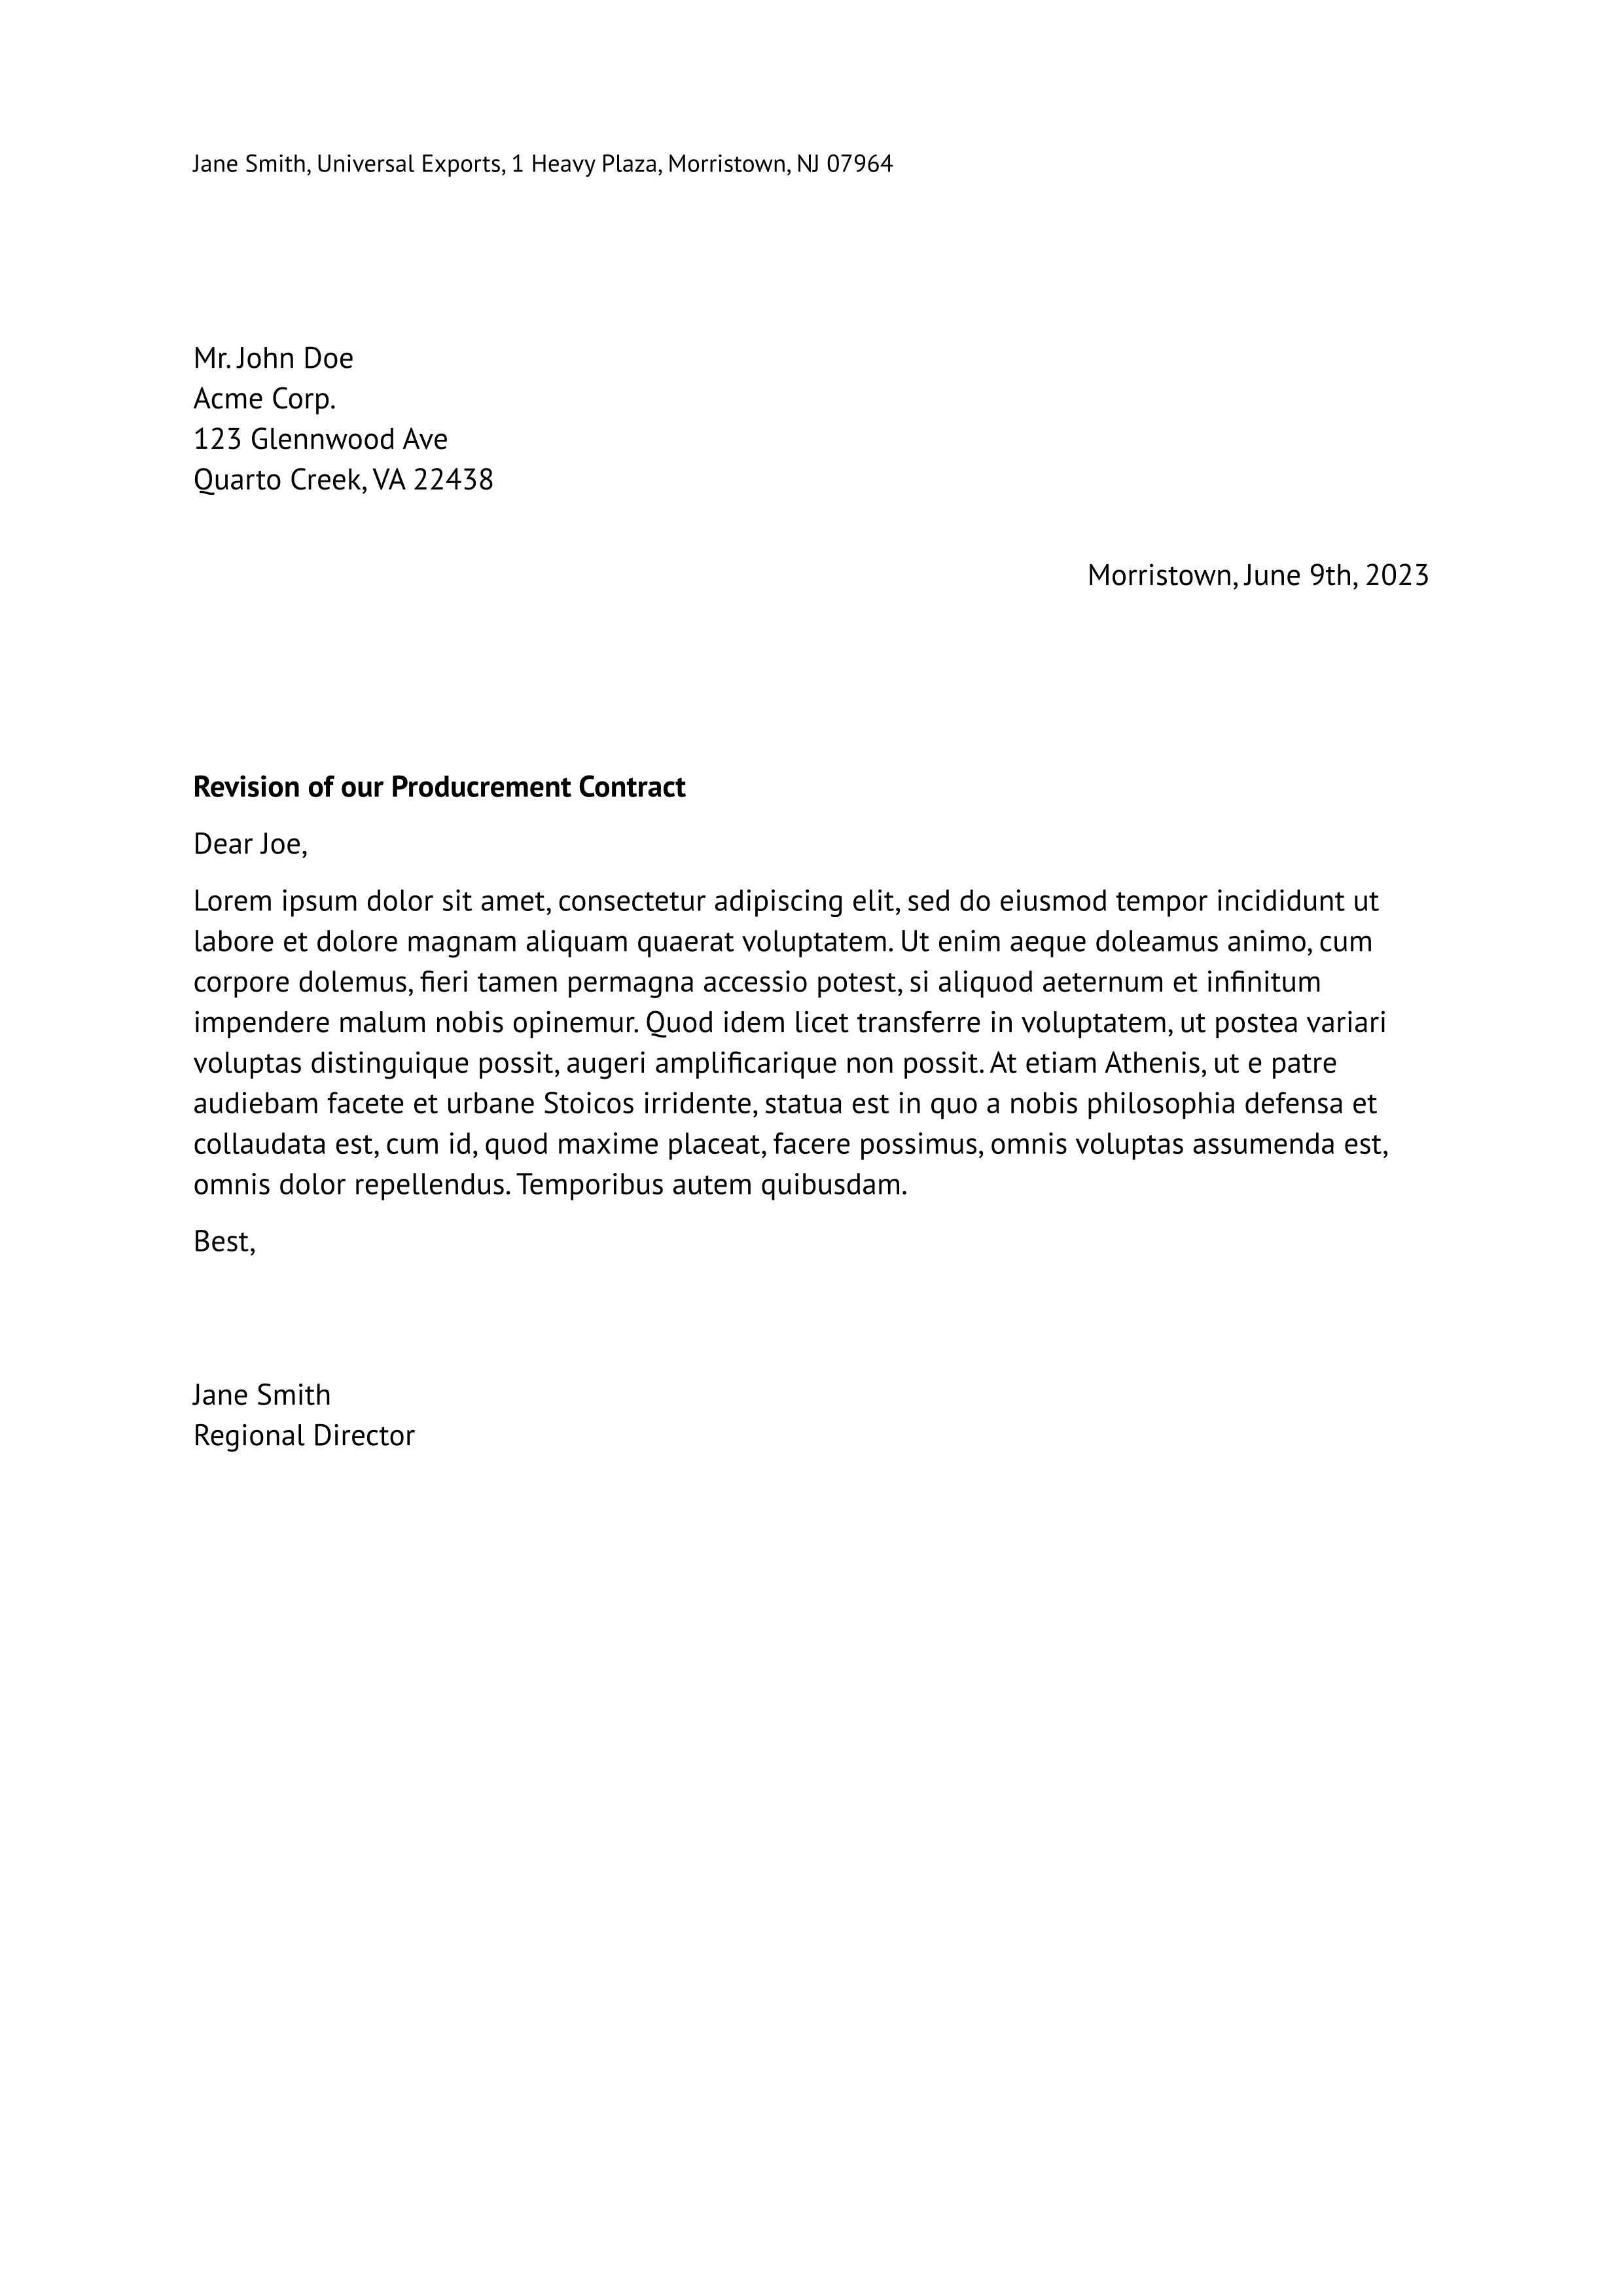 Jane Smith, Universal Exports, 1 Heavy Plaza, Morristown, NJ 07964
Mr. John Doe
Acme Corp.
123 Glennwood Ave
Quarto Creek, VA 22438
Morristown, June 9th, 2023
Revision of our Producrement Contract
Dear Joe,
Lorem ipsum dolor sit amet, consectetur adipiscing elit, sed do eiusmod tempor incididunt ut
labore et dolore magnam aliquam quaerat voluptatem. Ut enim aeque doleamus animo, cum
corpore dolemus, fieri tamen permagna accessio potest, si aliquod aeternum et infinitum
impendere malum nobis opinemur. Quod idem licet transferre in voluptatem, ut postea variari
voluptas distinguique possit, augeri amplificarique non possit. At etiam Athenis, ut e patre
audiebam facete et urbane Stoicos irridente, statua est in quo a nobis philosophia defensa et
collaudata est, cum id, quod maxime placeat, facere possimus, omnis voluptas assumenda est,
omnis dolor repellendus. Temporibus autem quibusdam.
Best,
Jane Smith
Regional Director